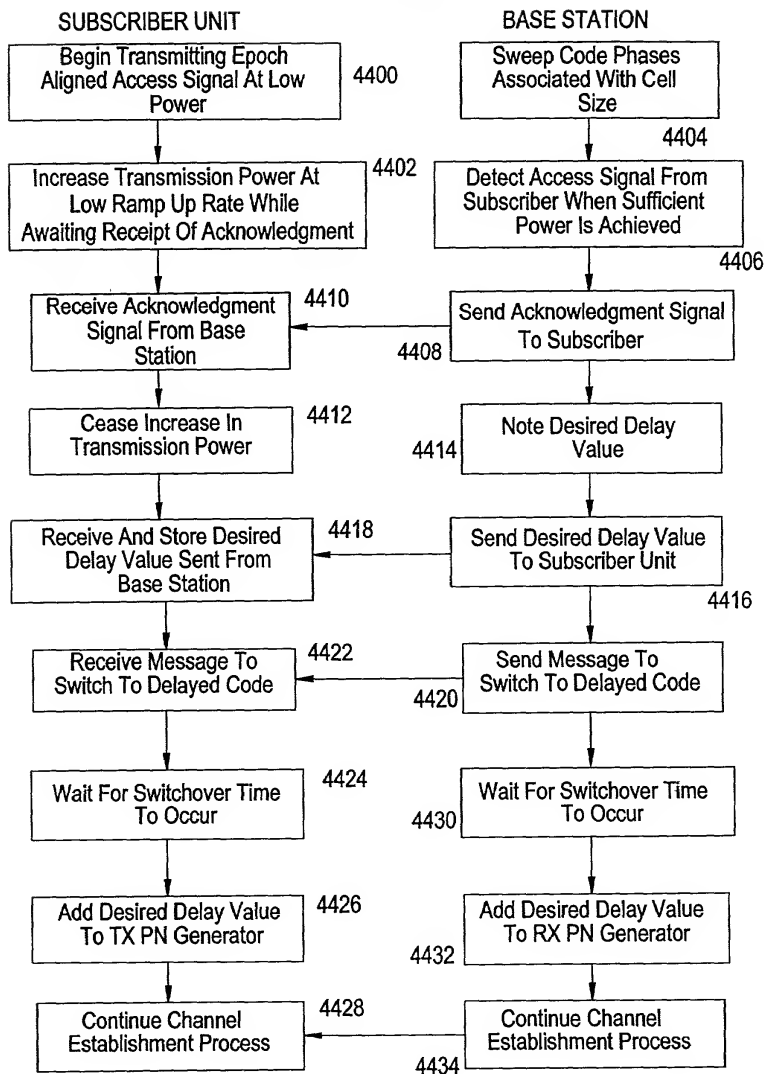 SUBSCRIBER UNIT
BASE STATION
Begin Transmitting Epoch
Aligned Access Signal At Low
Power
4400
Sweep Code Phases
Associated With Cell
Size
4404
Increase Transmission Power At
Low Ramp Up Rate While
Awaiting Receipt Of Acknowledgment
4402
Detect Access Signal From
Subscriber When Sufficient
Power Is Achieved
4406
Receive Acknowledgment
Signal From Base
Station
4410
Send Acknowledgment Signal
To Subscriber
4408
Cease Increase In
Transmission Power
4412
Note Desired Delay
Value
4414
Receive And Store Desired
Delay Value Sent From
Base Station
4418
Send Desired Delay Value
To Subscriber Unit
4416
Receive Message To
Switch To Delayed Code
4422
Send Message To
Switch To Delayed Code
4420
Wait For Switchover Time
To Occur
4424
Wait For Switchover Time
To Occur
4430
Add Desired Delay Value
To TX PN Generator
4426
Add Desired Delay Value
To RX PN Generator
4432
Continue Channel
Establishment Process
4428
Continue Channel
Establishment Process
4434